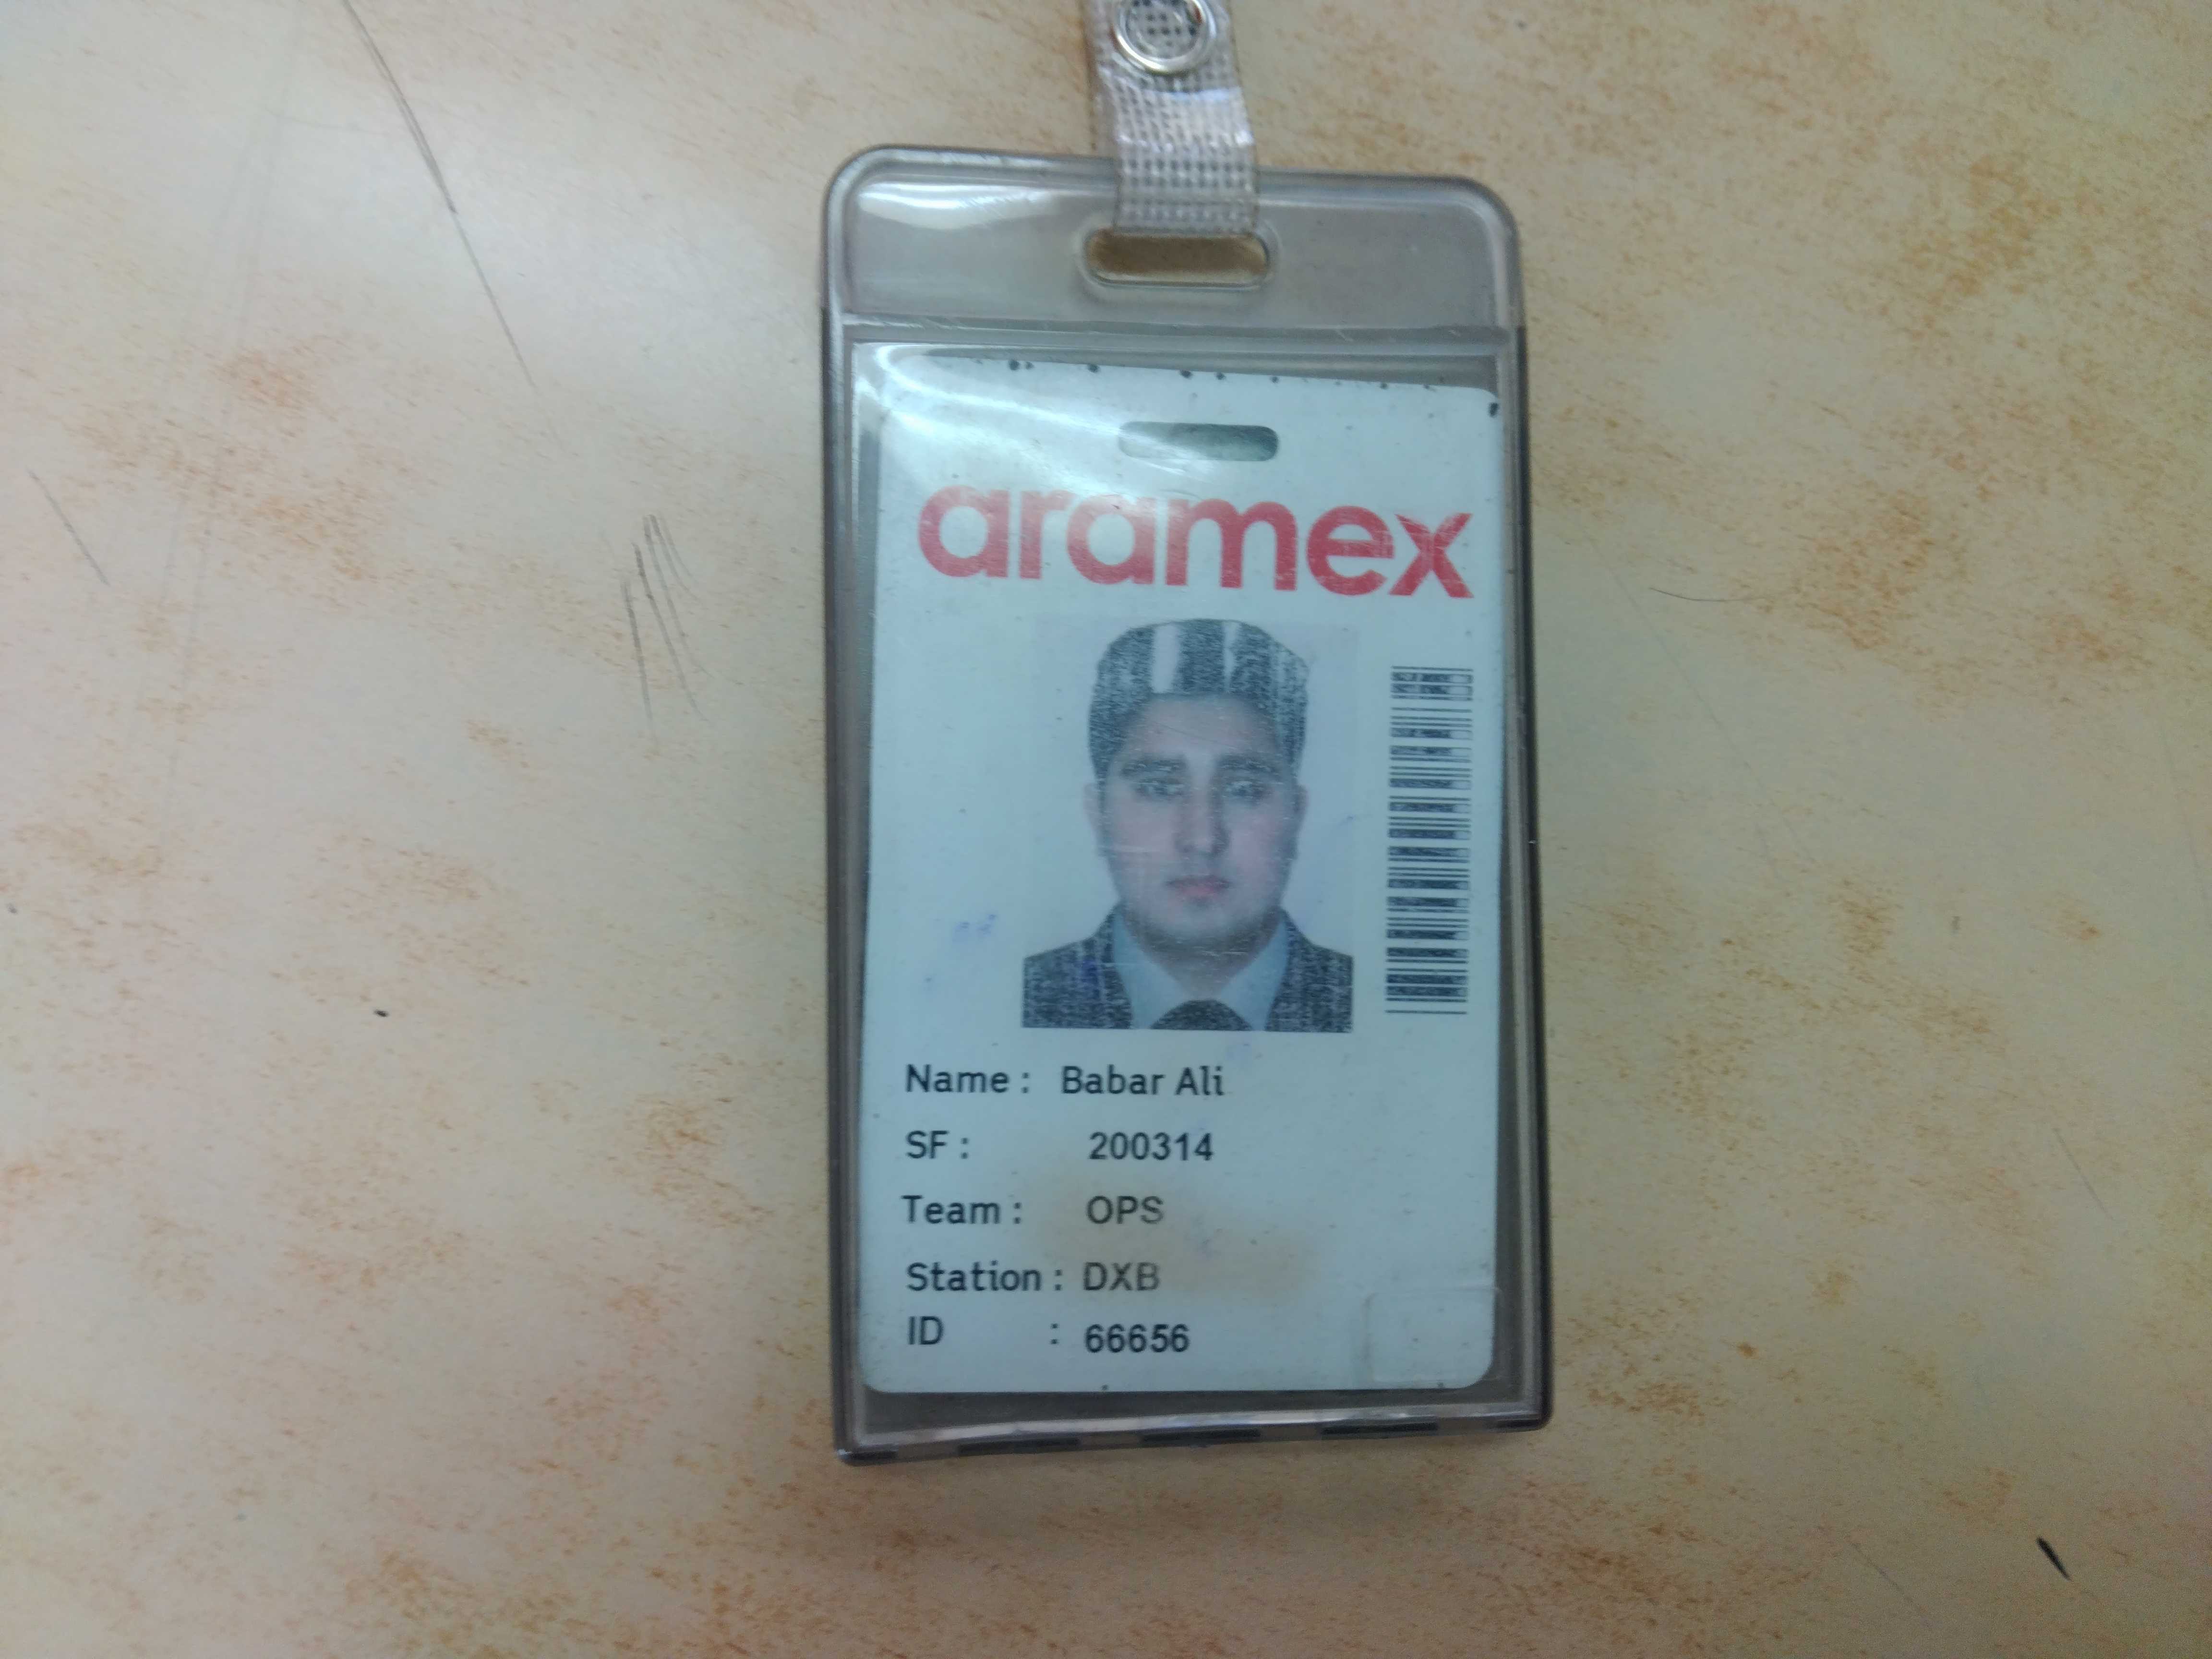 aramex
Name : Babar Ali
SF : 200314
Team : OPS
Station : DXB
ID : 66656